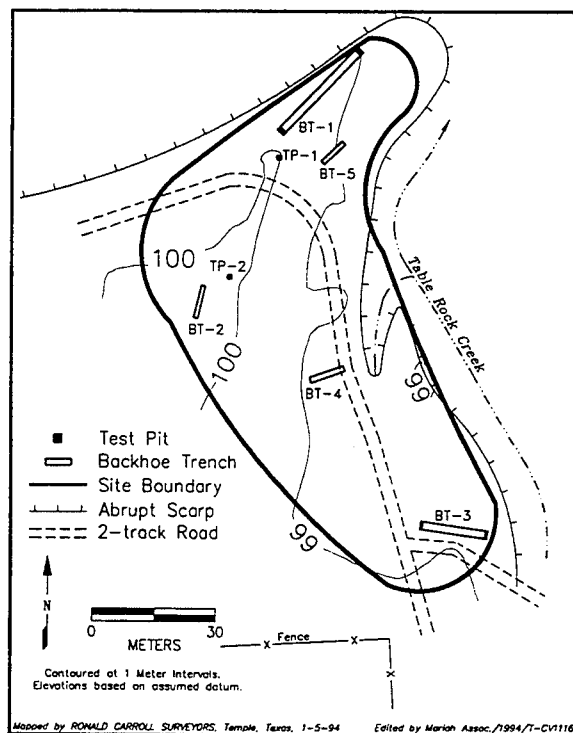 BT-1
TP-1
BT-5
100
TP-2
BT-2
100
BT-4
Table Rock Creek
99
BT-3
99
Test Pit
Backhoe Trench
Site Boundary
Abrupt Scarp
2-track Road
N
0 30
METERS
Fence
Contoured at 1 Meter Intervals.
Elevations based on assumed datum.
Mapped by RONALD CARROLL SURVEYORS, Temple, Texas, 1-5-94 Edited by Mariah Assoc./1994/T-CV1116